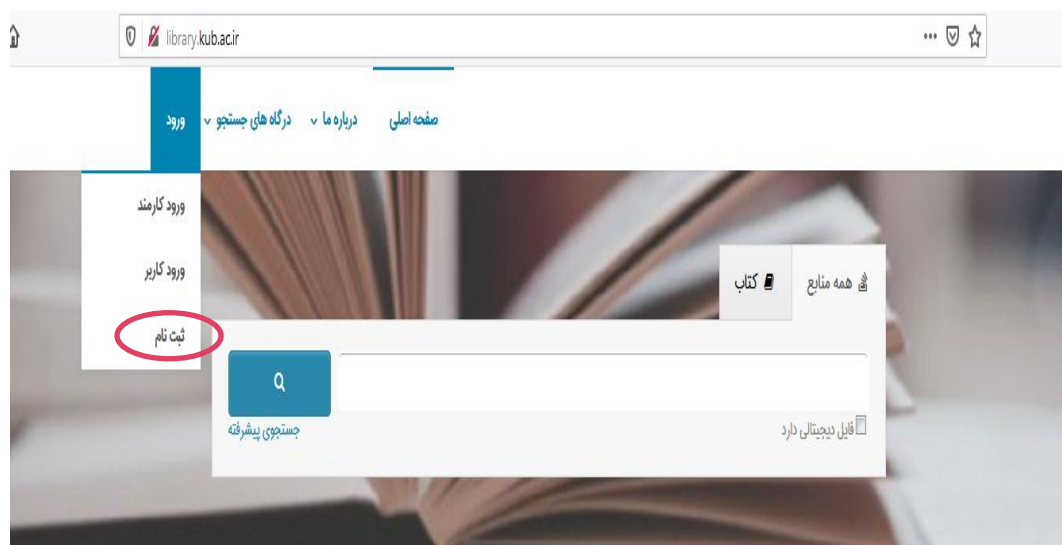 library.kub.ac.ir
صفحه اصلی درباره ما درگاه های جستجو ورود
ورود کارمند
ورود کاربر
ثبت نام
همه منابع کتاب
فایل دیجیتالی دارد
جستجوی پیشرفته